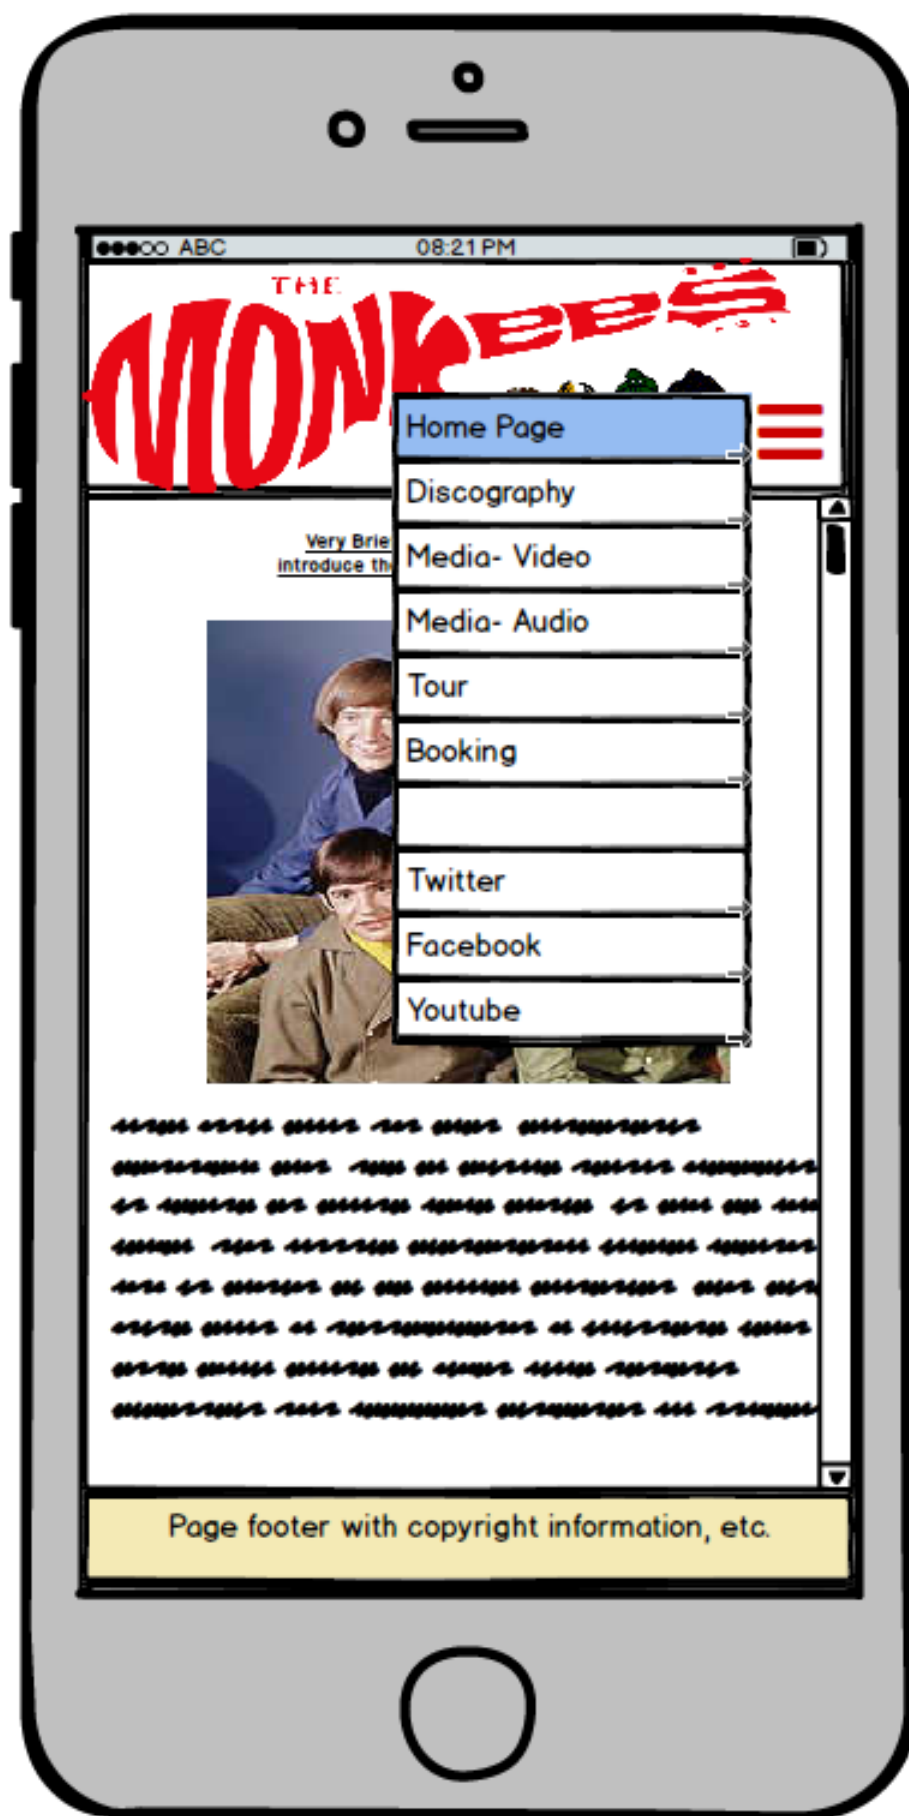 ABC 08:21 PM
THE
MONKEES
Home Page
Discography
Very Brie
introduce th
Media- Video
Media- Audio
Tour
Booking
Twitter
Facebook
Youtube
Page footer with copyright information, etc.